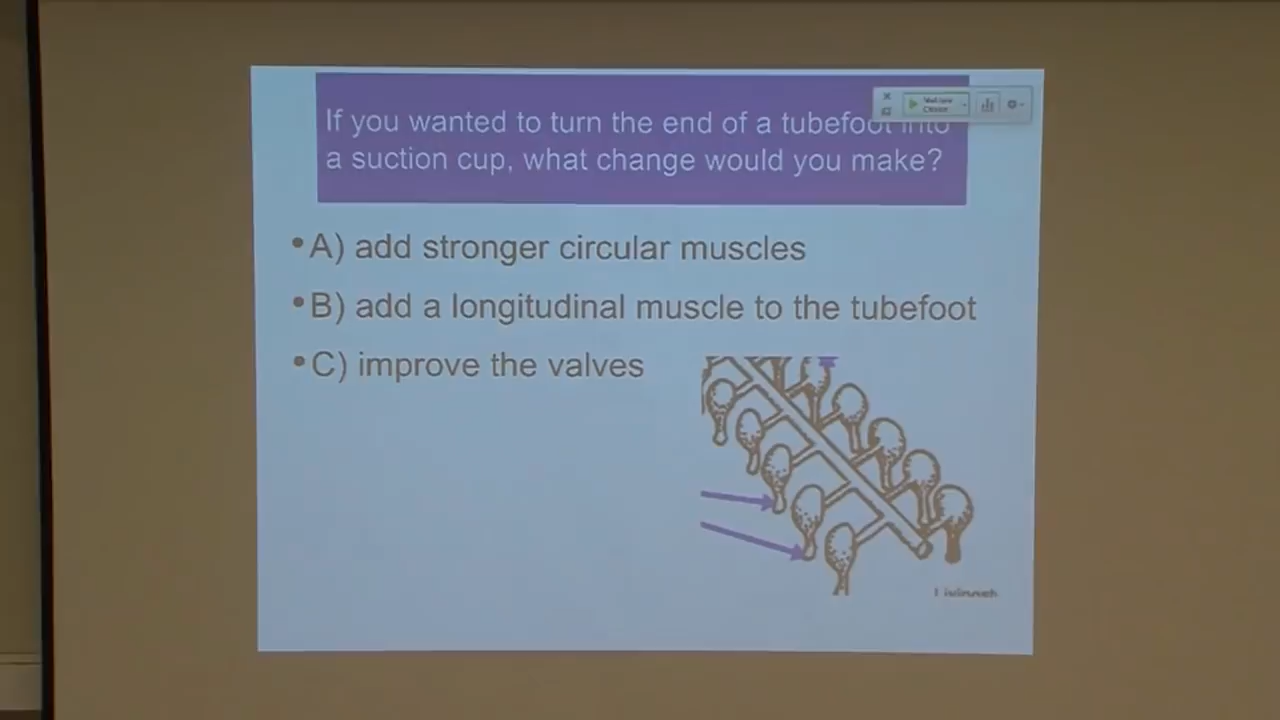 If you wanted to turn the end of a tubefoot into
a suction cup, what change would you make?
•A) add stronger circular muscles
•B) add a longitudinal muscle to the tubefoot
•C) improve the valves